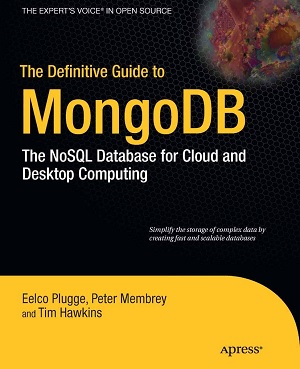 THE EXPERT'S VOICE® IN OPEN SOURCE
The Definitive Guide to
MongoDB
The NoSQL Database for Cloud and
Desktop Computing
Simplify the storage of complex data by
creating fast and scalable databases
Eelco Plugge, Peter Membrey
and Tim Hawkins
Apress®